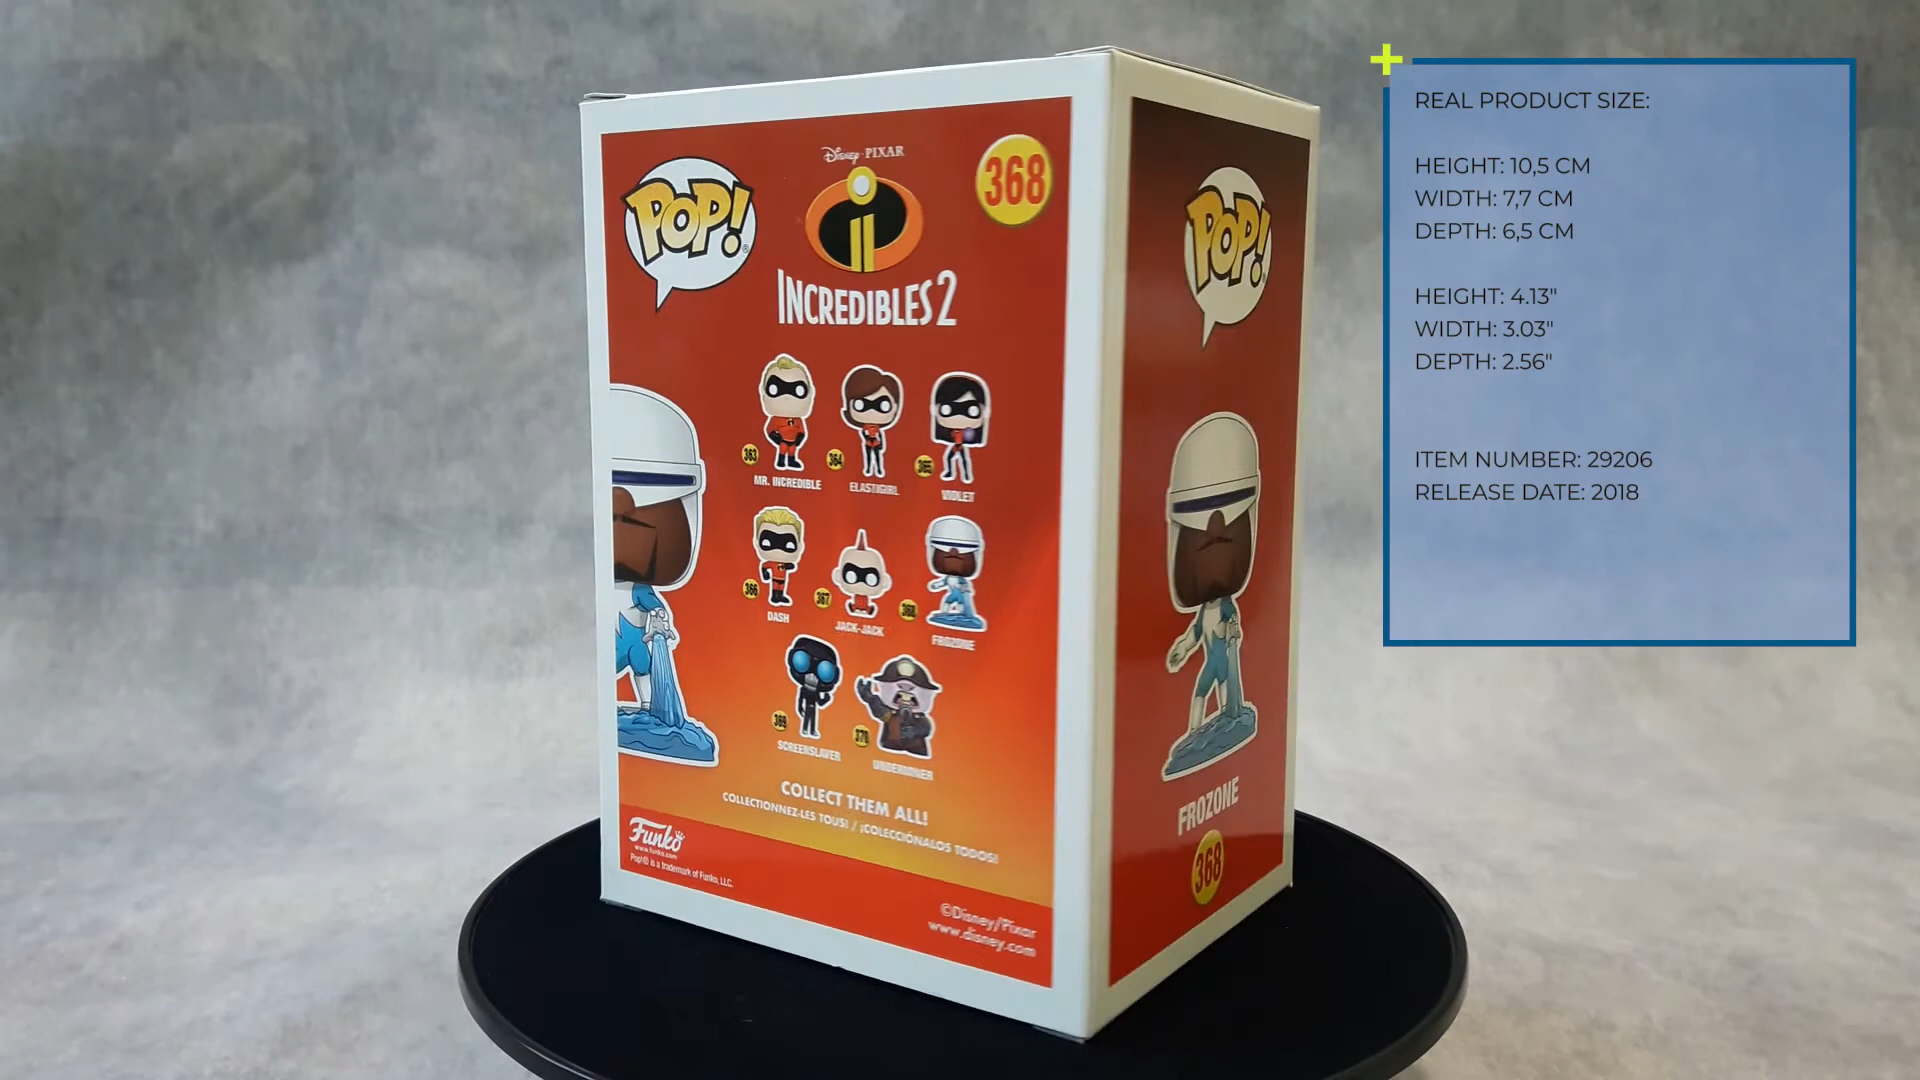 Disney · PIXAR
POP!
368
INCREDIBLES 2
363
364
365
MR. INCREDIBLE
ELASTIGIRL
VIOLET
366
367
368
DASH
JACK-JACK
FROZONE
369
370
SCREENSLAVER
UNDERMINER
COLLECT THEM ALL!
COLLECTIONNEZ-LES TOUS! / ¡COLECCIÓNALOS TODOS!
Funko
www.funko.com
Pop!® is a trademark of Funko, LLC.
©Disney/Pixar
www.disney.com
POP!
FROZONE
368
REAL PRODUCT SIZE:
HEIGHT: 10,5 CM
WIDTH: 7,7 CM
DEPTH: 6,5 CM
HEIGHT: 4.13"
WIDTH: 3.03"
DEPTH: 2.56"
ITEM NUMBER: 29206
RELEASE DATE: 2018